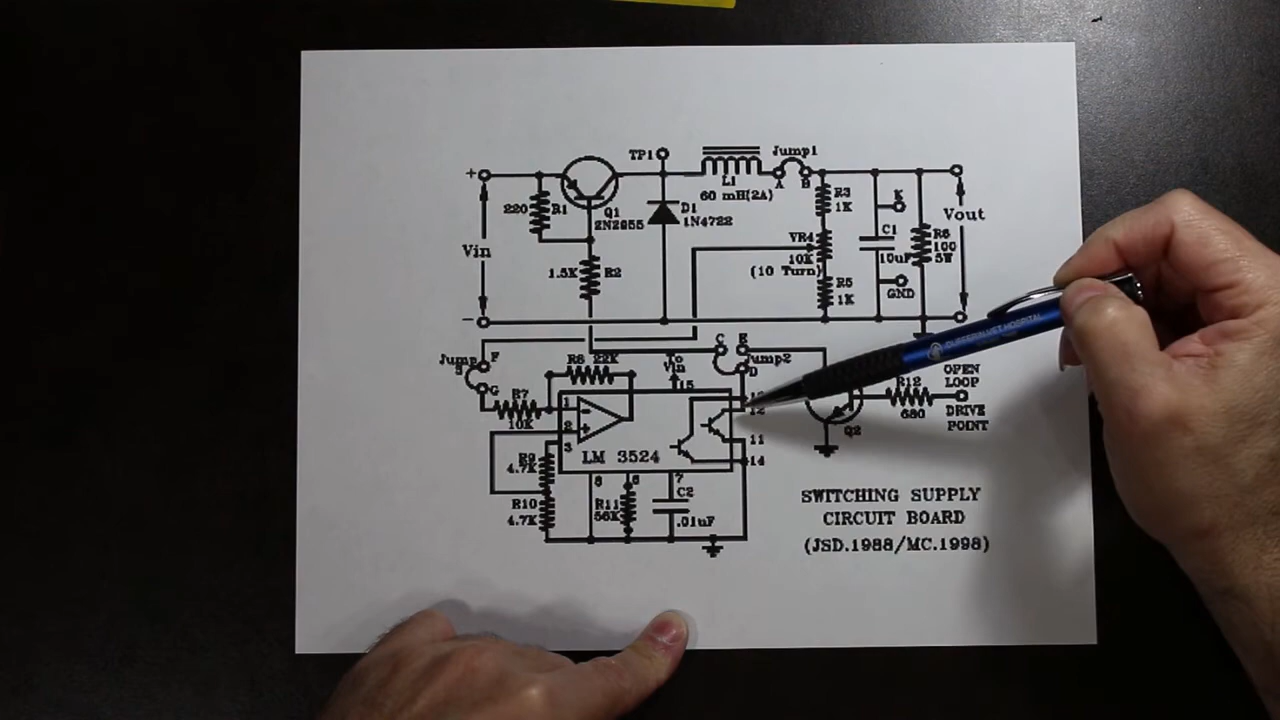 TP1
Jump1
+
L1
A
B
60 mH(2A)
R3
1K
K
220
R1
Q1
2N2955
D1
1N4722
Vout
Vin
VR4
10K
(10 Turn)
C1
10uF
R6
100
5W
1.5K
R2
R5
1K
GND
-
Jump
3
F
G
R8 22K
To
Vin
15
C
E
D
Jump2
R7
10K
1
2
3
12
11
14
R12
680
OPEN
LOOP
DRIVE
POINT
Q2
LM 3524
R9
4.7K
R10
4.7K
8
R11
56K
6
7
C2
.01uF
SWITCHING SUPPLY
CIRCUIT BOARD
(JSD.1988/MC.1998)